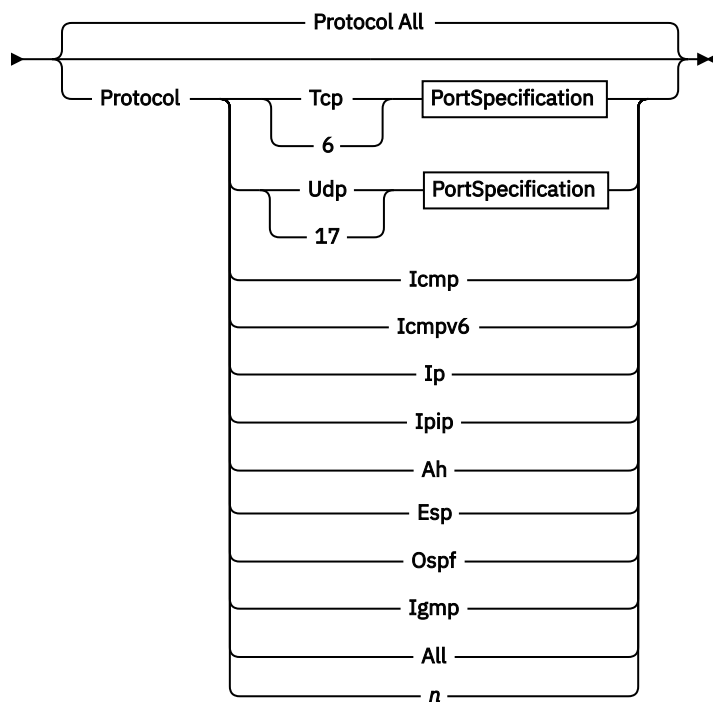 Protocol All
Protocol Tcp PortSpecification
6
Udp PortSpecification
17
Icmp
Icmpv6
Ip
Ipip
Ah
Esp
Ospf
Igmp
All
n